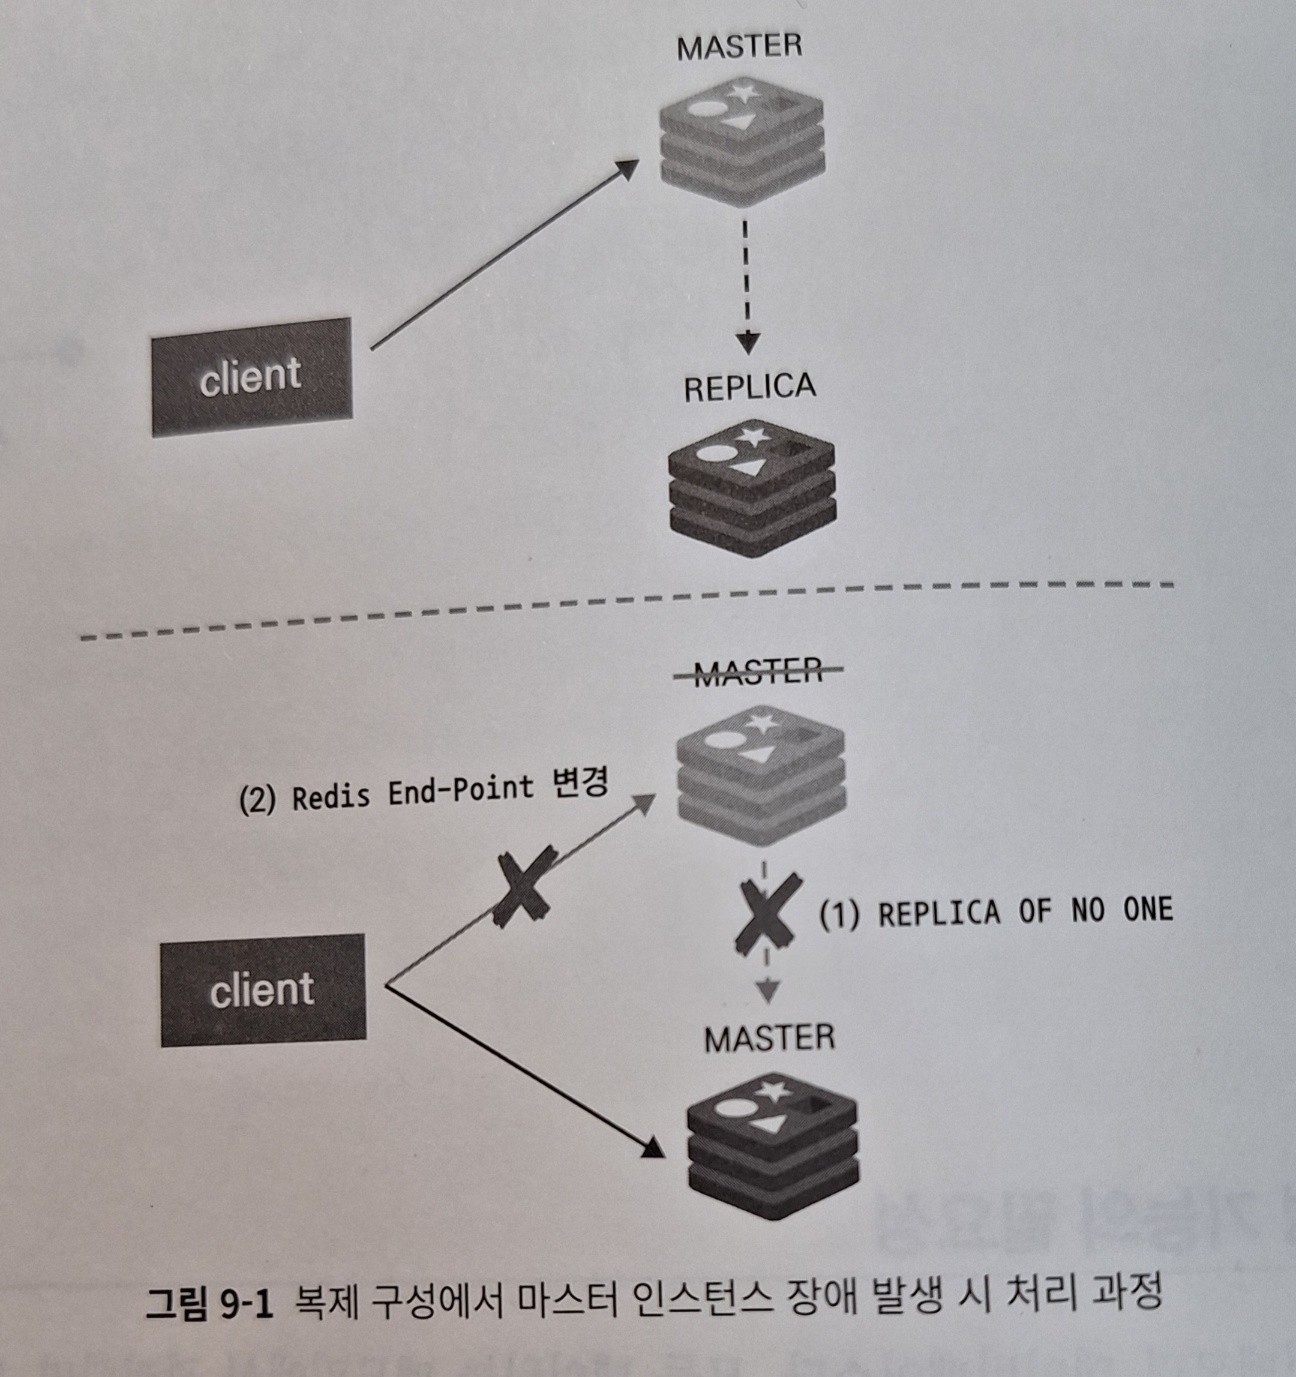 MASTER
client
REPLICA
MASTER
(2) Redis End-Point 변경
(1) REPLICA OF NO ONE
client
MASTER
그림 9-1 복제 구성에서 마스터 인스턴스 장애 발생 시 처리 과정